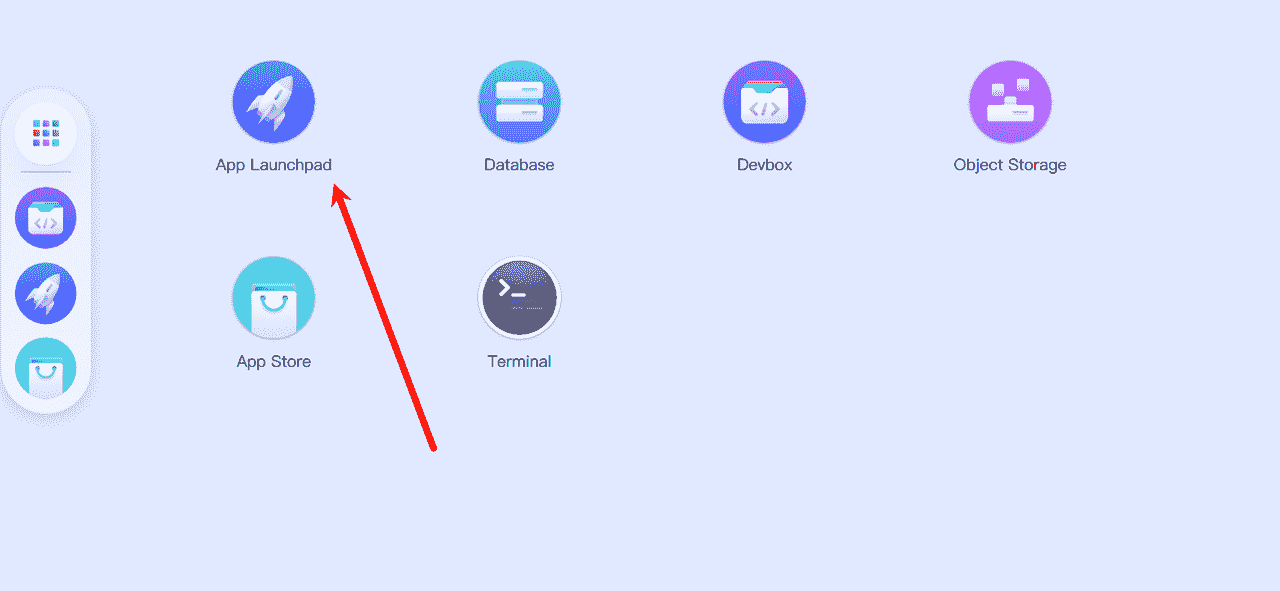 App Launchpad
Database
Devbox
Object Storage
App Store
Terminal